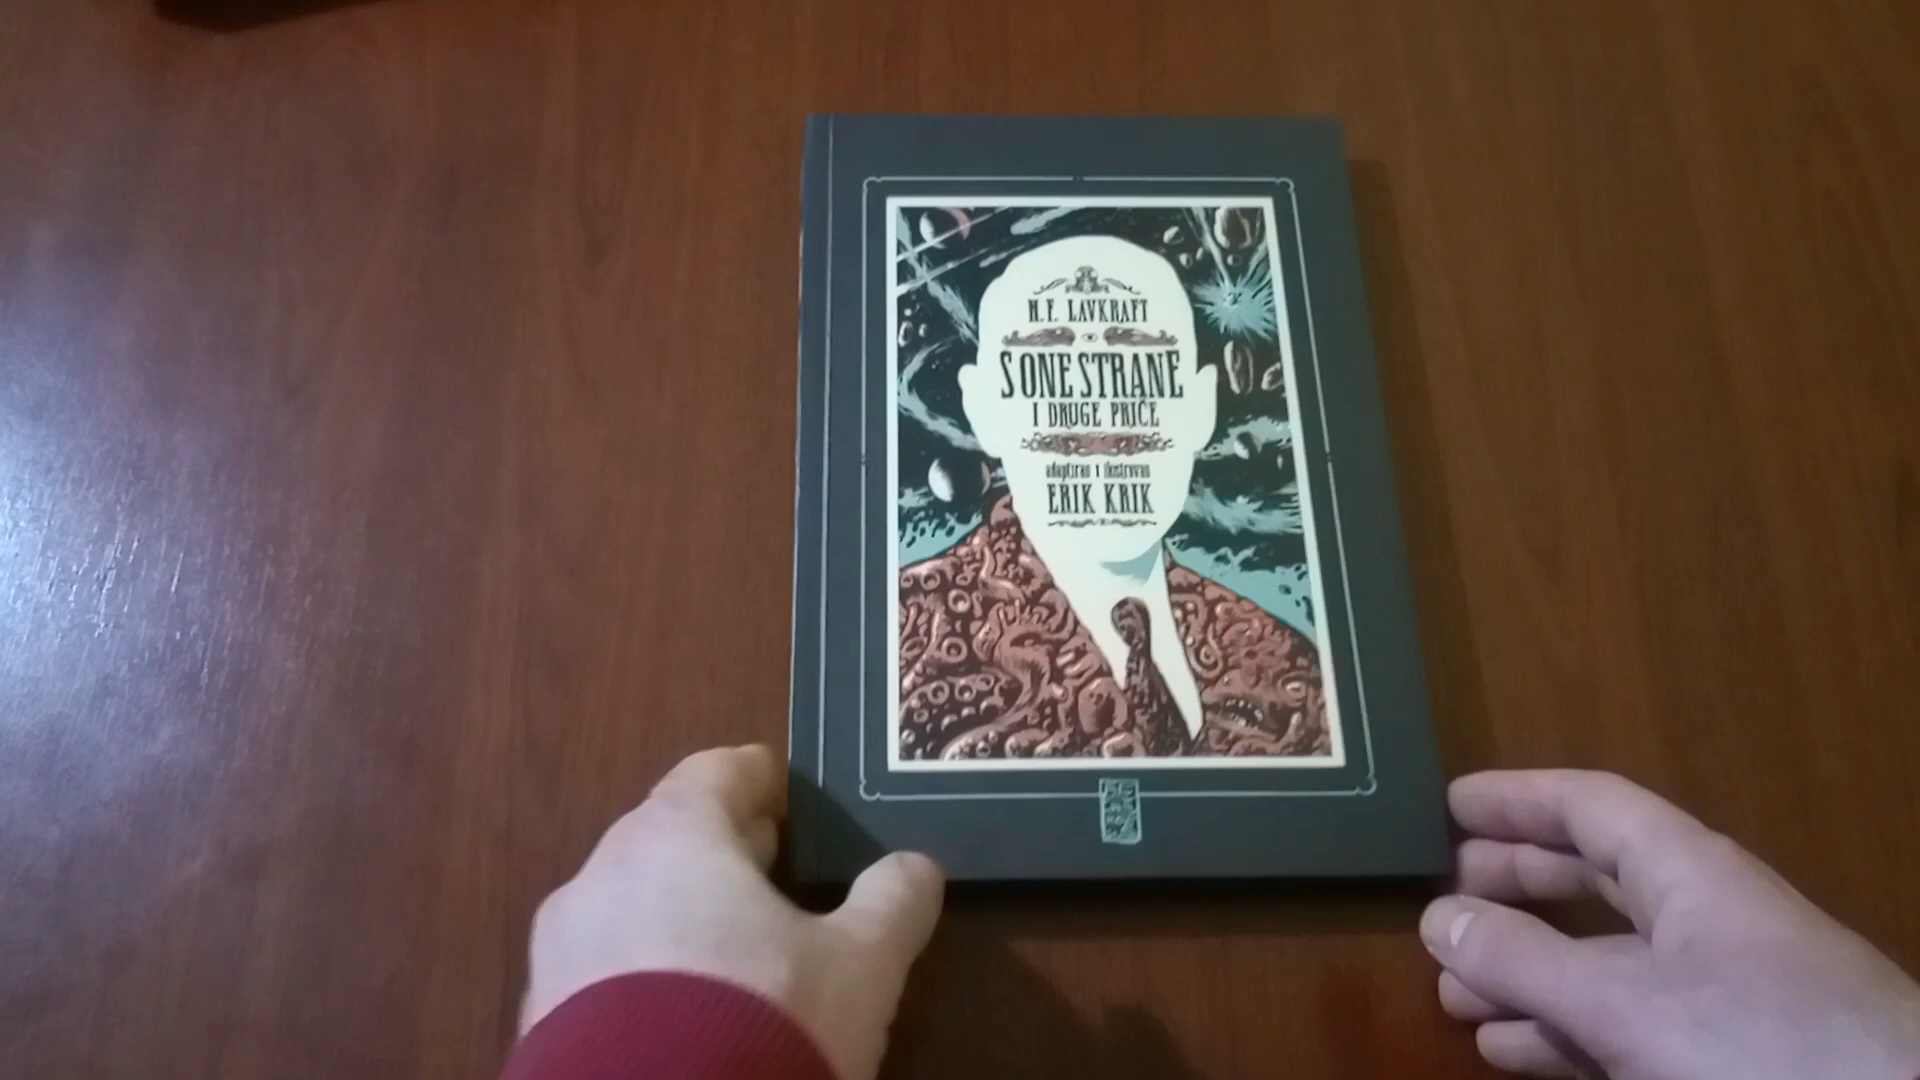 H.F. LAVKRAFT
S ONE STRANE
I DRUGE PRIČE
adaptirao i ilustrovao
ERIK KRIK